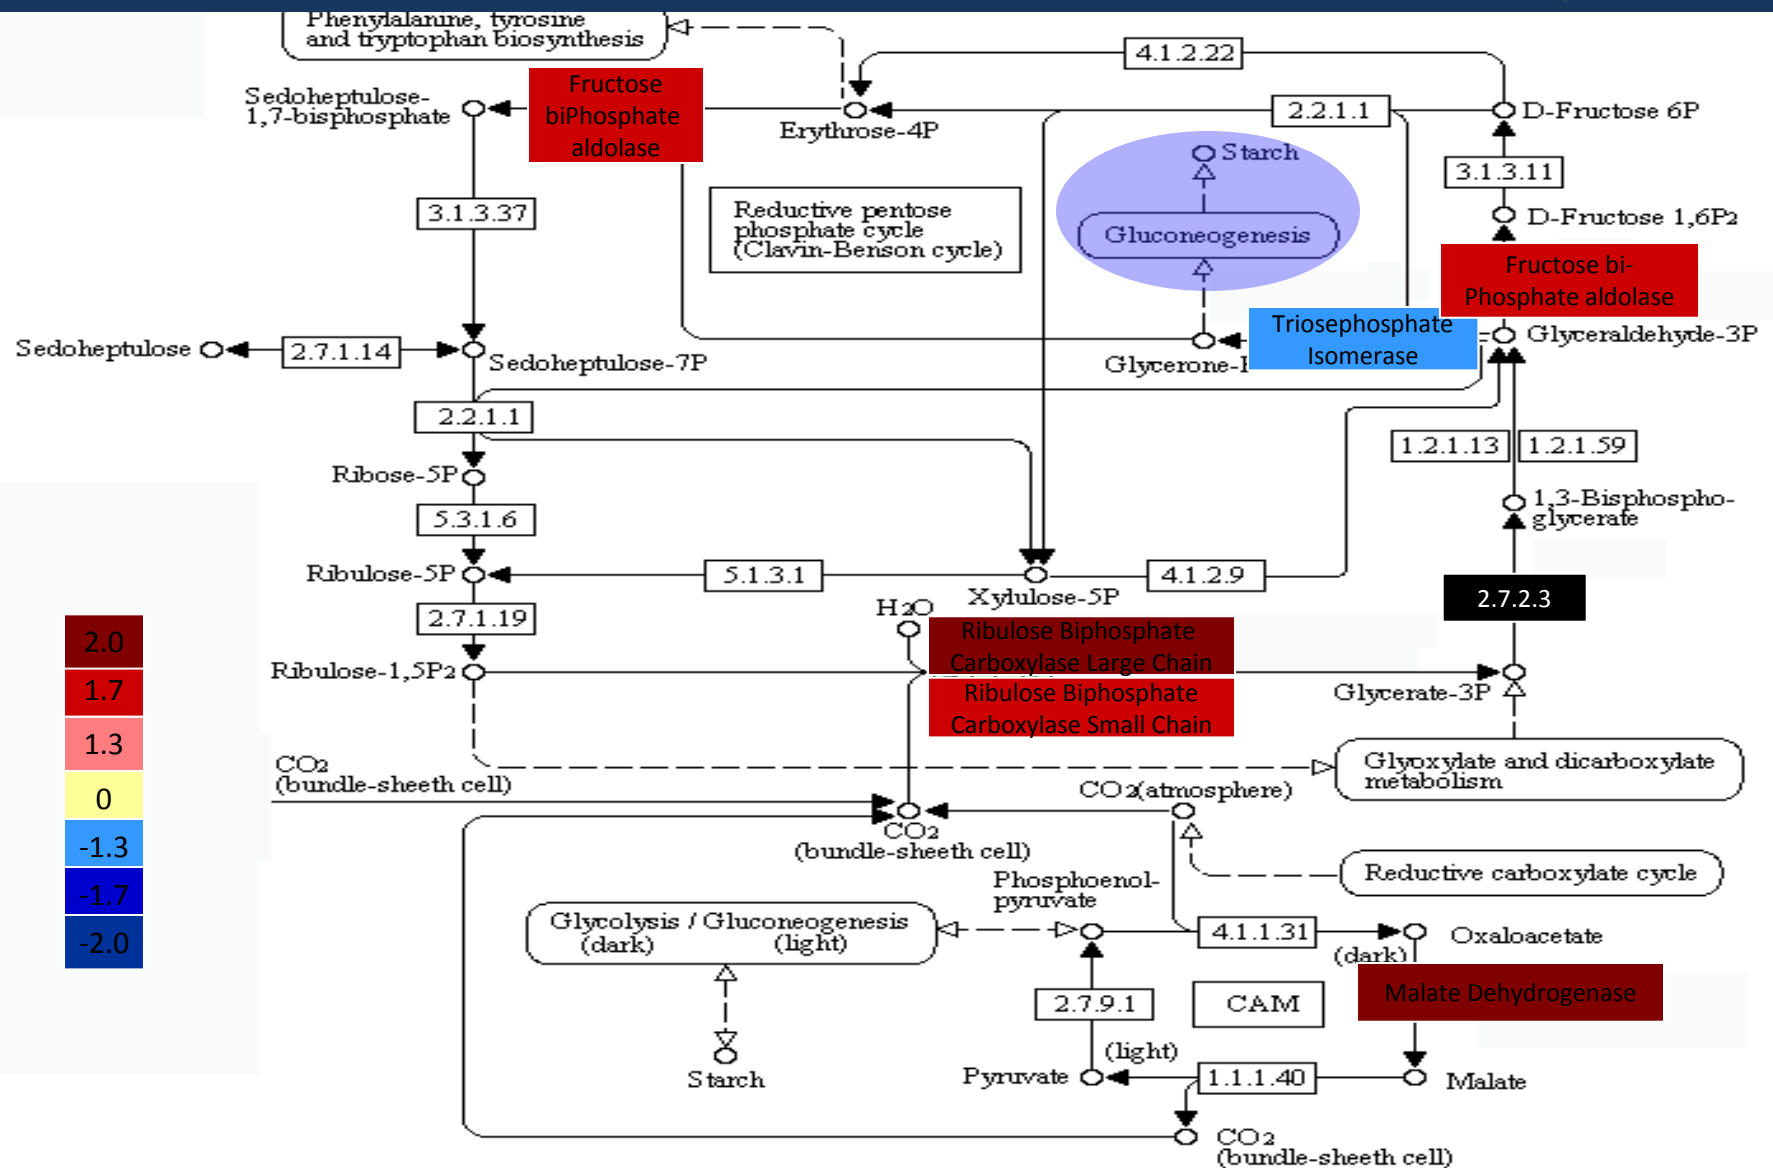 Phenylalanine, tyrosine
and tryptophan biosynthesis
4.1.2.22
Sedoheptulose-
1,7-bisphosphate
Fructose
biPhosphate
aldolase
Erythrose-4P
2.2.1.1
D-Fructose 6P
Starch
3.1.3.11
3.1.3.37
Reductive pentose
phosphate cycle
(Clavin-Benson cycle)
Gluconeogenesis
D-Fructose 1,6P2
Fructose bi-
Phosphate aldolase
Sedoheptulose
2.7.1.14
Sedoheptulose-7P
Glycerone-
Triosephosphate
Isomerase
Glyceraldehyde-3P
2.2.1.1
1.2.1.13
1.2.1.59
Ribose-5P
5.3.1.6
1,3-Bisphospho-
glycerate
Ribulose-5P
5.1.3.1
Xylulose-5P
4.1.2.9
2.7.2.3
2.7.1.19
H2O
Ribulose Biphosphate
Carboxylase Large Chain
Ribulose-1,5P2
Glycerate-3P
Ribulose Biphosphate
Carboxylase Small Chain
2.0
1.7
1.3
0
-1.3
-1.7
-2.0
CO2
(bundle-sheeth cell)
Glyoxylate and dicarboxylate
metabolism
CO2(atmosphere)
CO2
(bundle-sheeth cell)
Reductive carboxylate cycle
Phosphoenol-
pyruvate
Glycolysis / Gluconeogenesis
(dark) (light)
4.1.1.31
Oxaloacetate
(dark)
2.7.9.1
CAM
Malate Dehydrogenase
Starch
(light)
Pyruvate
1.1.1.40
Malate
CO2
(bundle-sheeth cell)